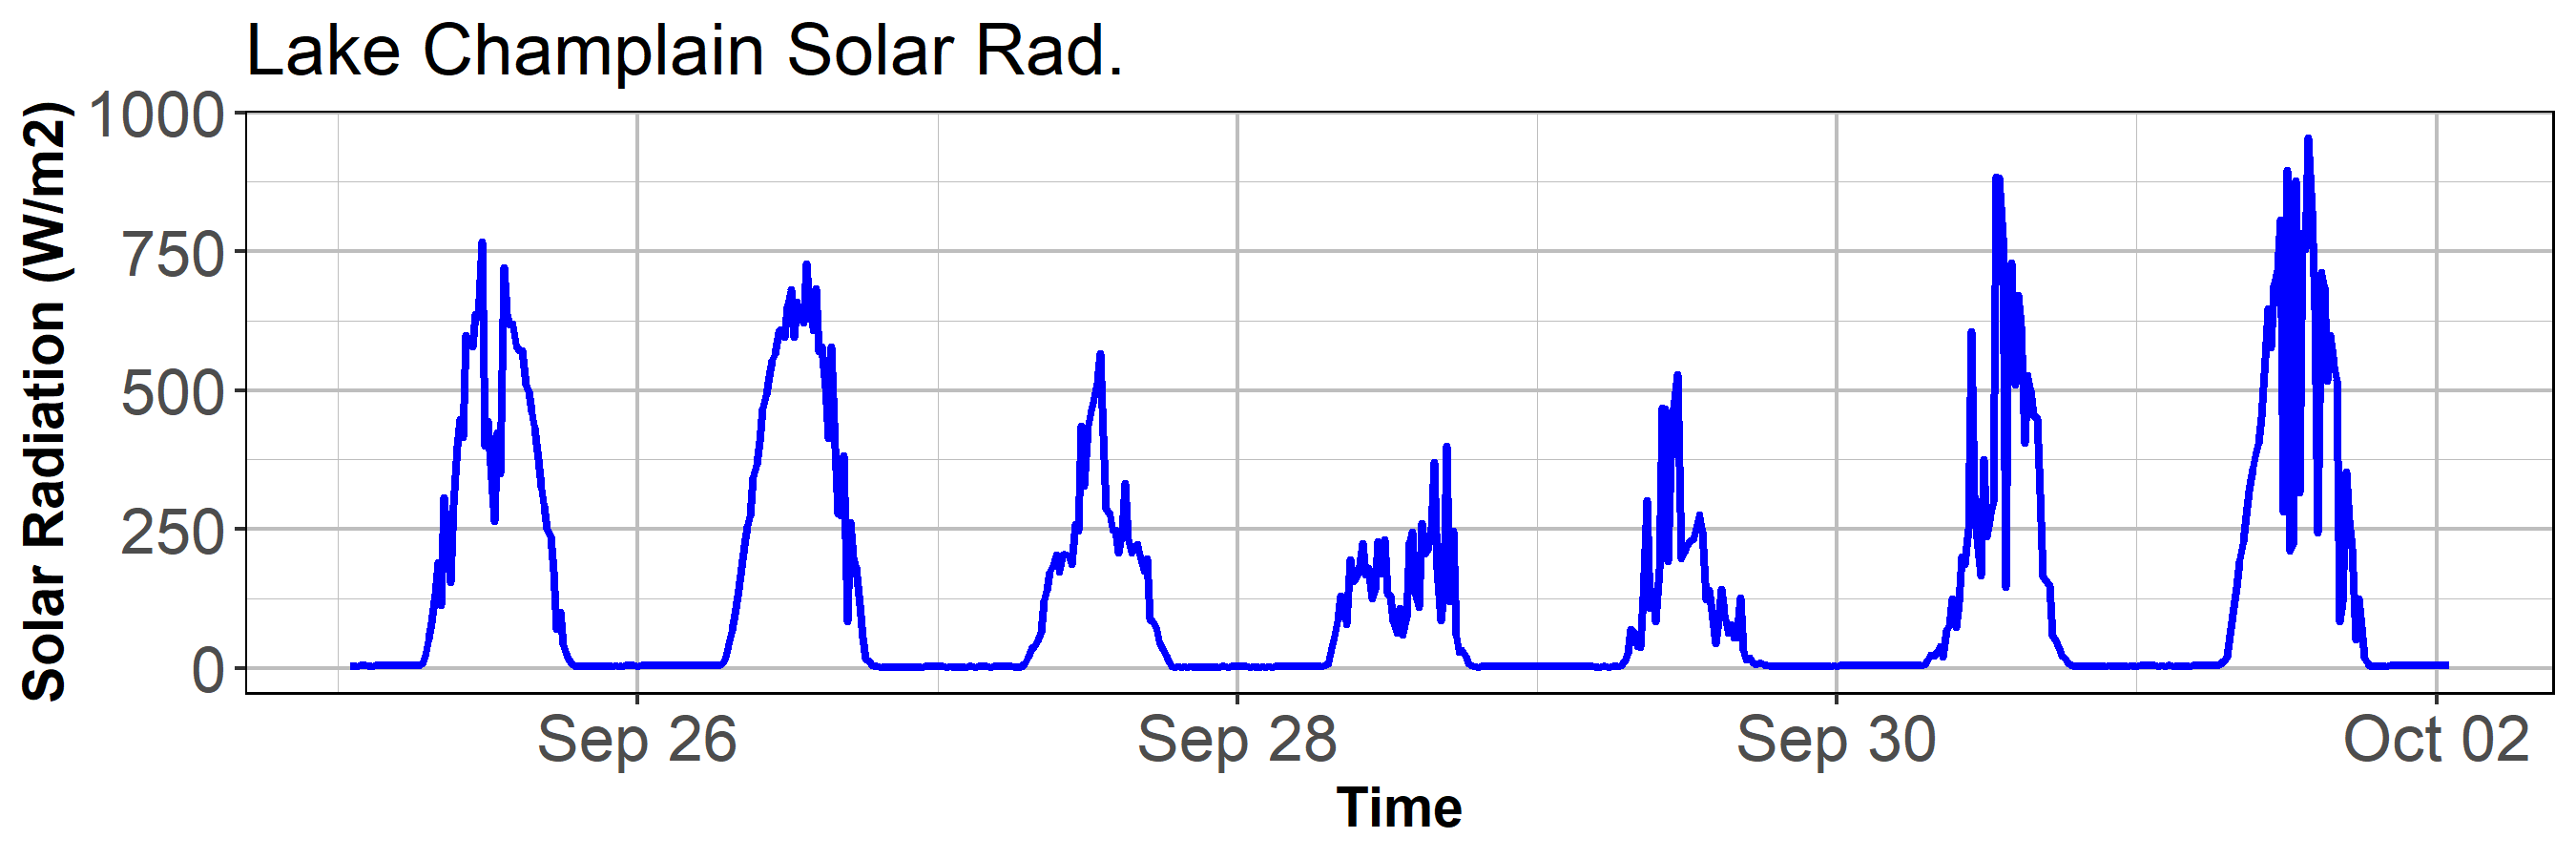 Lake Champlain Solar Rad.
Solar Radiation (W/m2)
1000
750
500
250
0
Sep 26 Sep 28 Sep 30 Oct 02
Time